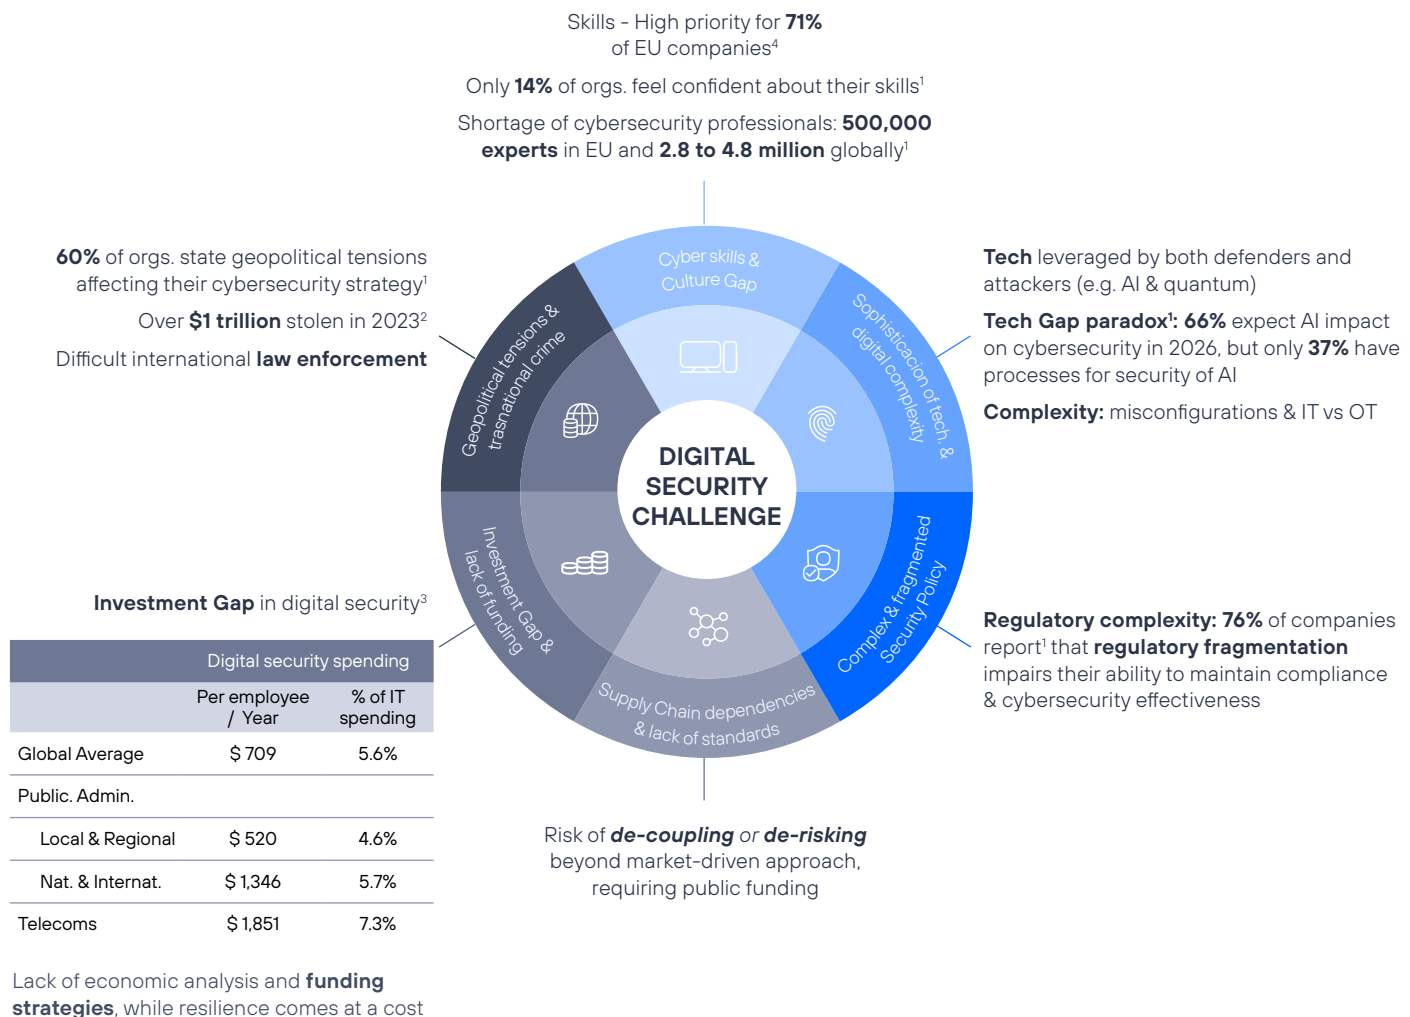 Skills - High priority for 71%
of EU companies⁴
Only 14% of orgs. feel confident about their skills¹
Shortage of cybersecurity professionals: 500,000
experts in EU and 2.8 to 4.8 million globally¹
60% of orgs. state geopolitical tensions
affecting their cybersecurity strategy¹
Over $1 trillion stolen in 2023²
Difficult international law enforcement
Cyber skills &
Culture Gap
Geopolitical tensions &
trasnational crime
Sophisticacion of tech. &
digital complexity
Tech leveraged by both defenders and
attackers (e.g. AI & quantum)
Tech Gap paradox¹: 66% expect AI impact
on cybersecurity in 2026, but only 37% have
processes for security of AI
Complexity: misconfigurations & IT vs OT
DIGITAL
SECURITY
CHALLENGE
Investment Gap &
lack of funding
Supply Chain dependencies
& lack of standards
Complex & fragmented
Security Policy
Regulatory complexity: 76% of companies
report¹ that regulatory fragmentation
impairs their ability to maintain compliance
& cybersecurity effectiveness
Investment Gap in digital security³
Digital security spending
Per employee % of IT
/ Year spending
Global Average $ 709 5.6%
Public. Admin.
Local & Regional $ 520 4.6%
Nat. & Internat. $ 1,346 5.7%
Telecoms $ 1,851 7.3%
Risk of de-coupling or de-risking
beyond market-driven approach,
requiring public funding
Lack of economic analysis and funding
strategies, while resilience comes at a cost